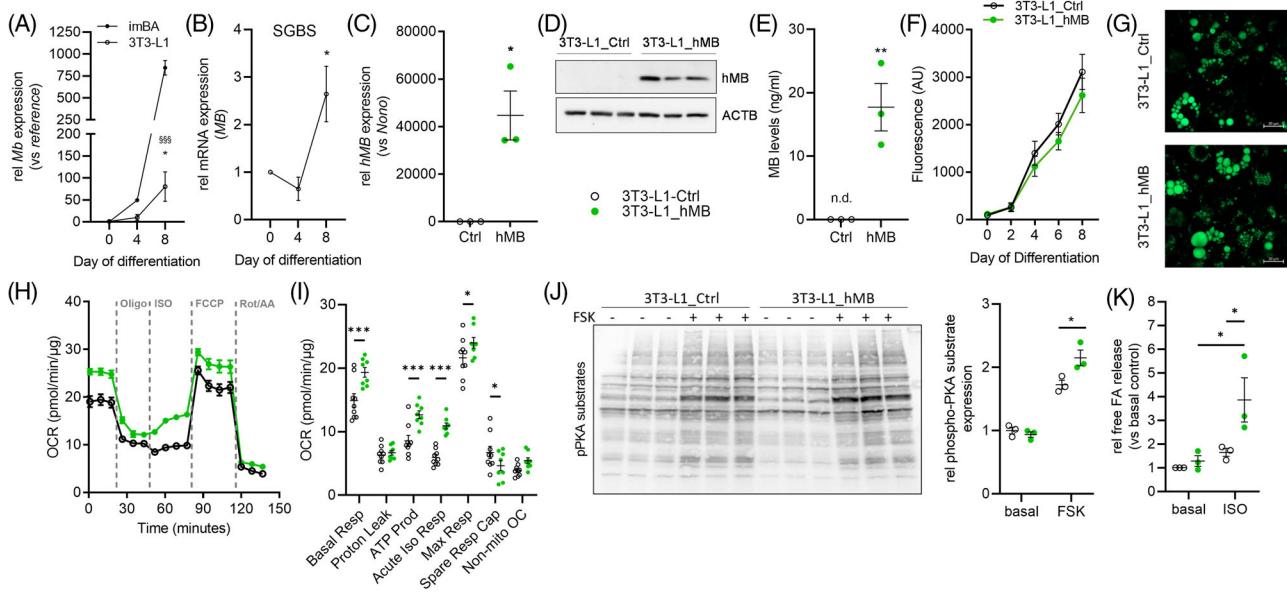 (A)
imBA
3T3-L1
rel Mb expression
(vs reference)
1250
1000
750
500
250
100
50
0
§§§
*
0 4 8
Day of differentiation
(B)
SGBS
rel mRNA expression
(MB)
4
3
2
1
0
*
0 4 8
Day of differentiation
(C)
rel hMB expression
(vs Nono)
80000
60000
40000
20000
0
*
Ctrl hMB
(D)
3T3-L1_Ctrl 3T3-L1_hMB
hMB
ACTB
3T3-L1-Ctrl
3T3-L1_hMB
(E)
MB levels (ng/ml)
30
20
10
0
**
n.d.
Ctrl hMB
(F)
3T3-L1_Ctrl
3T3-L1_hMB
Fluorescence (AU)
4000
3000
2000
1000
0
0 2 4 6 8
Day of Differentiation
(G)
3T3-L1_Ctrl
3T3-L1_hMB
(H)
OCR (pmol/min/µg)
40
30
20
10
0
Oligo ISO FCCP Rot/AA
0 30 60 90 120 150
Time (minutes)
(I)
OCR (pmol/min/µg)
30
20
10
0
***
***
***
*
*
Basal Resp
Proton Leak
ATP Prod
Acute Iso Resp
Max Resp
Spare Resp Cap
Non-mito OC
(J)
3T3-L1_Ctrl 3T3-L1_hMB
FSK - - - + + + - - - + + +
pPKA substrates
rel phospho-PKA substrate
expression
3
2
1
0
*
basal FSK
(K)
rel free FA release
(vs basal control)
8
7
6
5
4
3
2
1
0
*
*
basal ISO